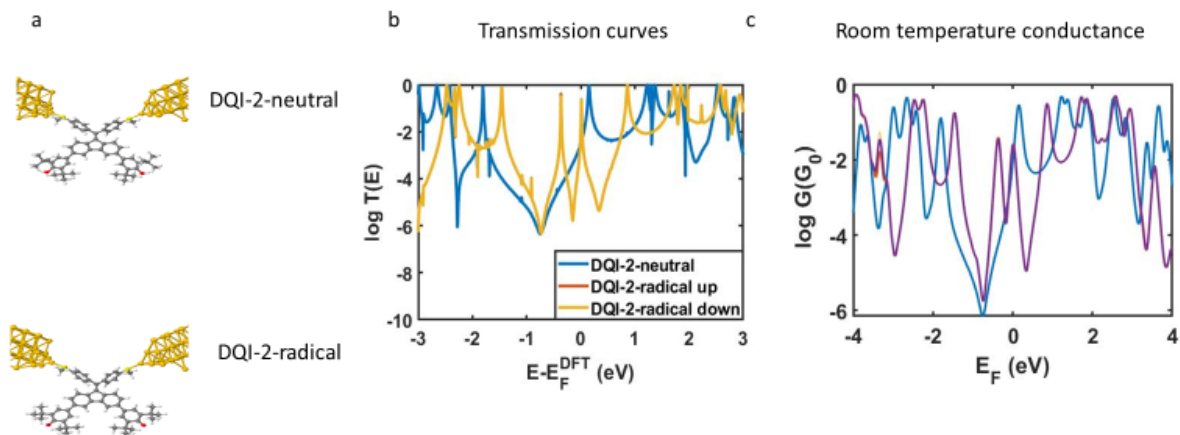 a
b
c
Transmission curves
Room temperature conductance
DQI-2-neutral
DQI-2-radical
0
-2
-4
-6
-8
-10
log T(E)
DQI-2-neutral
DQI-2-radical up
DQI-2-radical down
-3 -2 -1 0 1 2 3
E-E_F^DFT (eV)
0
-2
-4
-6
log G(G_0)
-4 -2 0 2 4
E_F (eV)